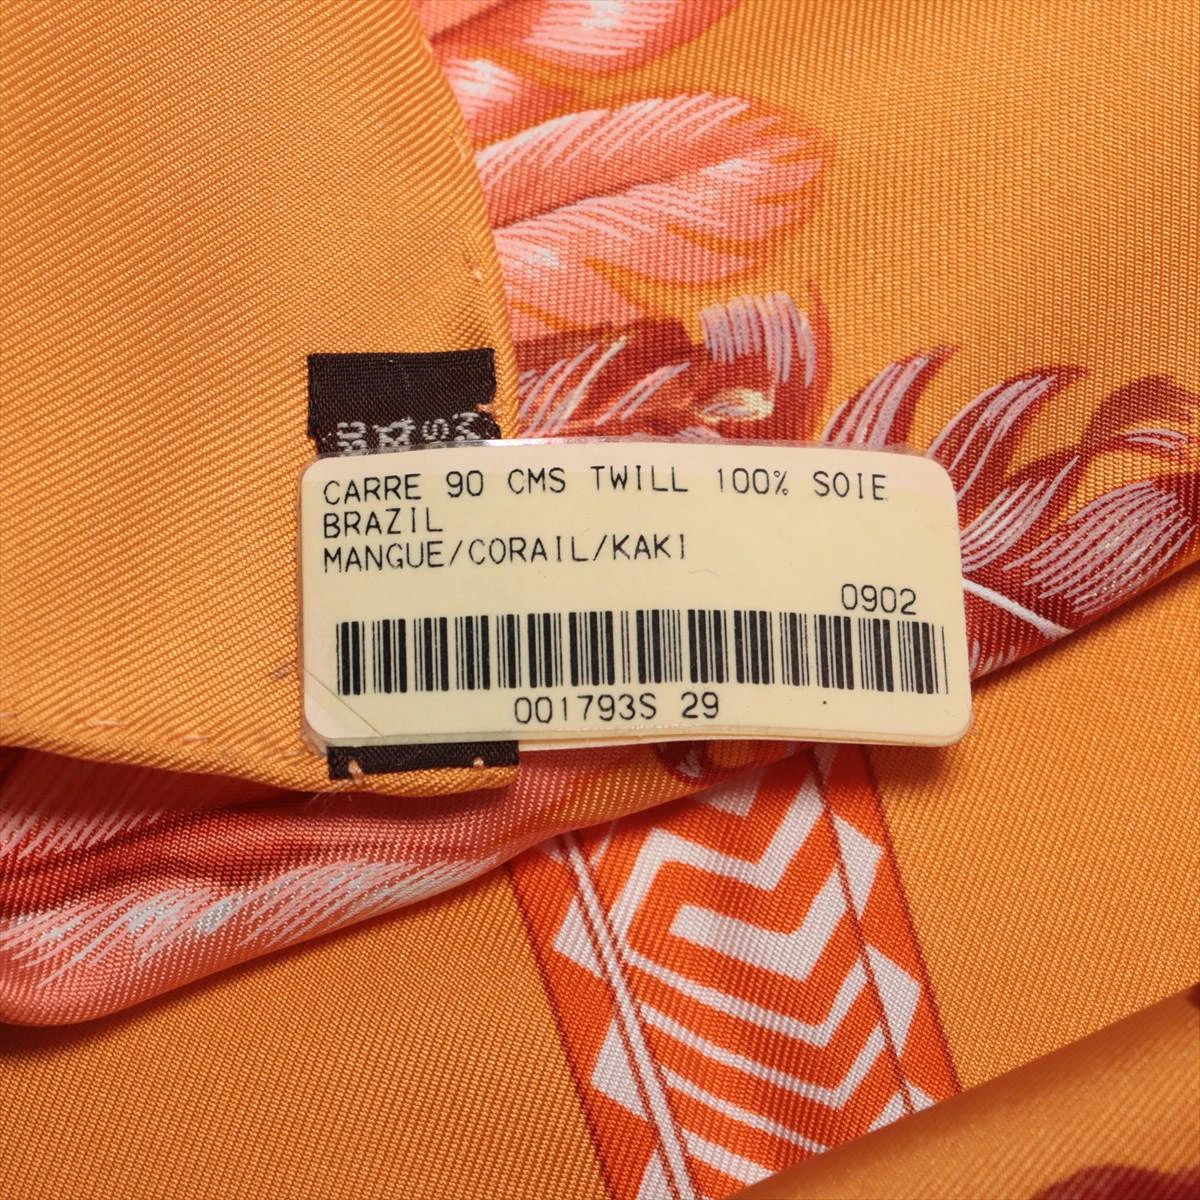 CARRE 90 CMS TWILL 100% SOIE
BRAZIL
MANGUE/CORAIL/KAKI
0902
001793S 29